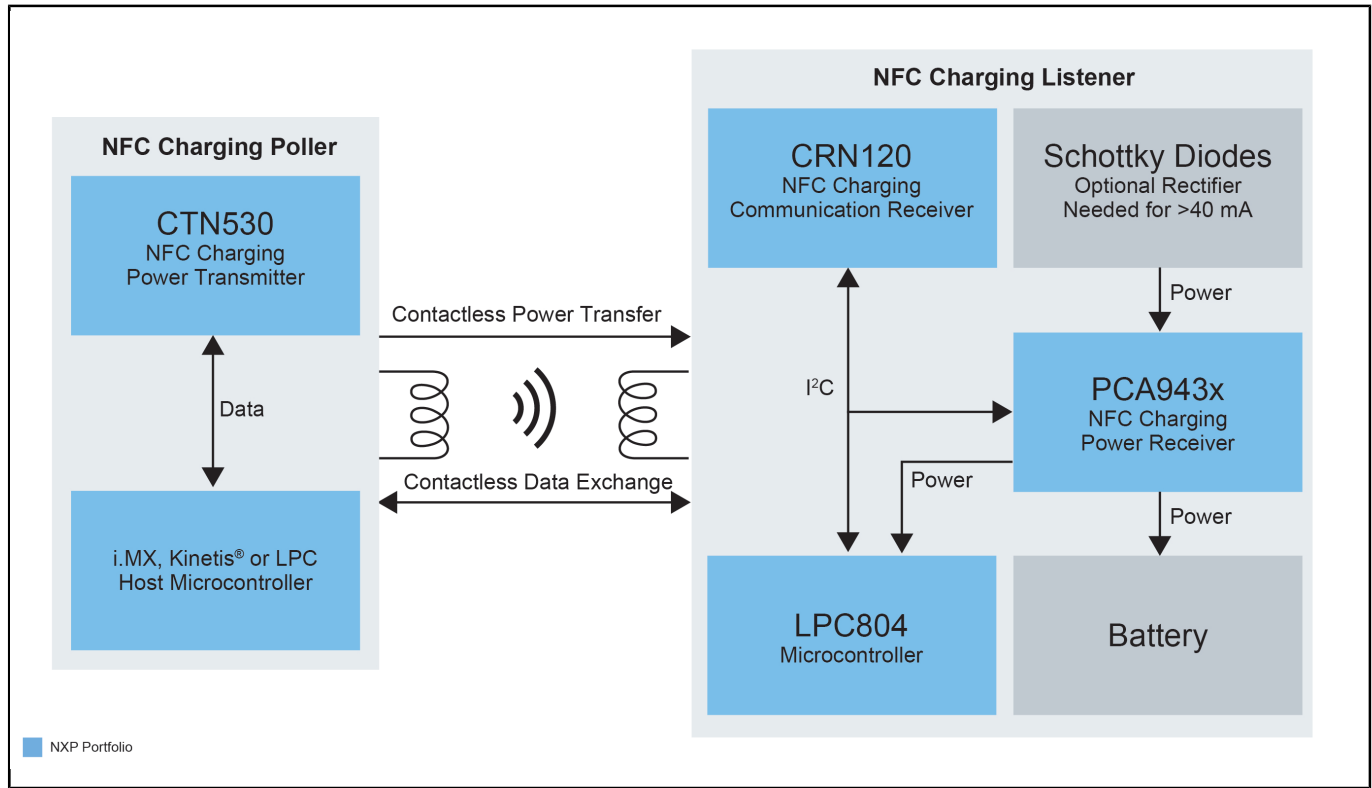 NFC Charging Poller
CTN530
NFC Charging
Power Transmitter
Data
i.MX, Kinetis® or LPC
Host Microcontroller
Contactless Power Transfer
Contactless Data Exchange
NFC Charging Listener
CRN120
NFC Charging
Communication Receiver
Schottky Diodes
Optional Rectifier
Needed for >40 mA
Power
I²C
PCA943x
NFC Charging
Power Receiver
Power
Power
LPC804
Microcontroller
Battery
NXP Portfolio